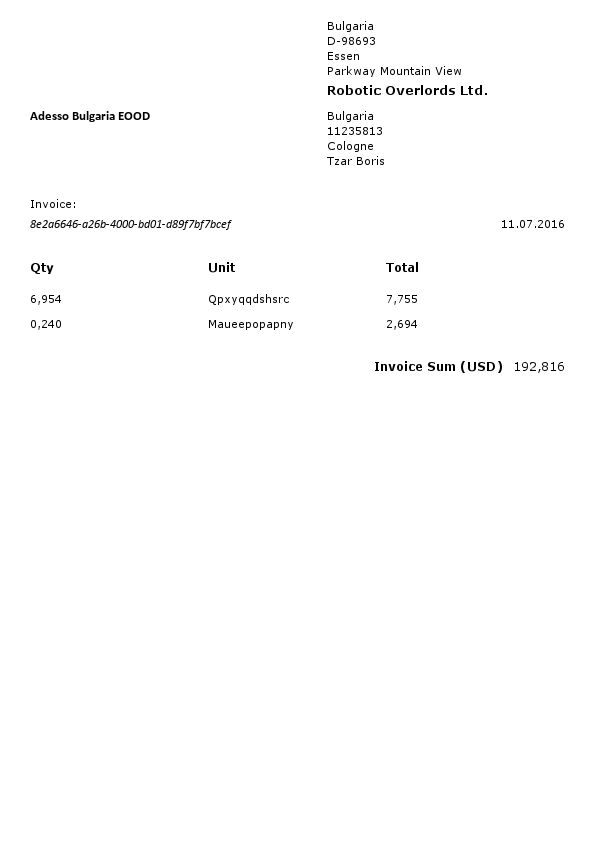 Bulgaria
D-98693
Essen
Parkway Mountain View
Robotic Overlords Ltd.
Adesso Bulgaria EOOD
Bulgaria
11235813
Cologne
Tzar Boris
Invoice:
8e2a6646-a26b-4000-bd01-d89f7bf7bcef 11.07.2016
Qty Unit Total
6,954 Qpxyqqdshsrc 7,755
0,240 Maueepopapny 2,694
Invoice Sum (USD) 192,816